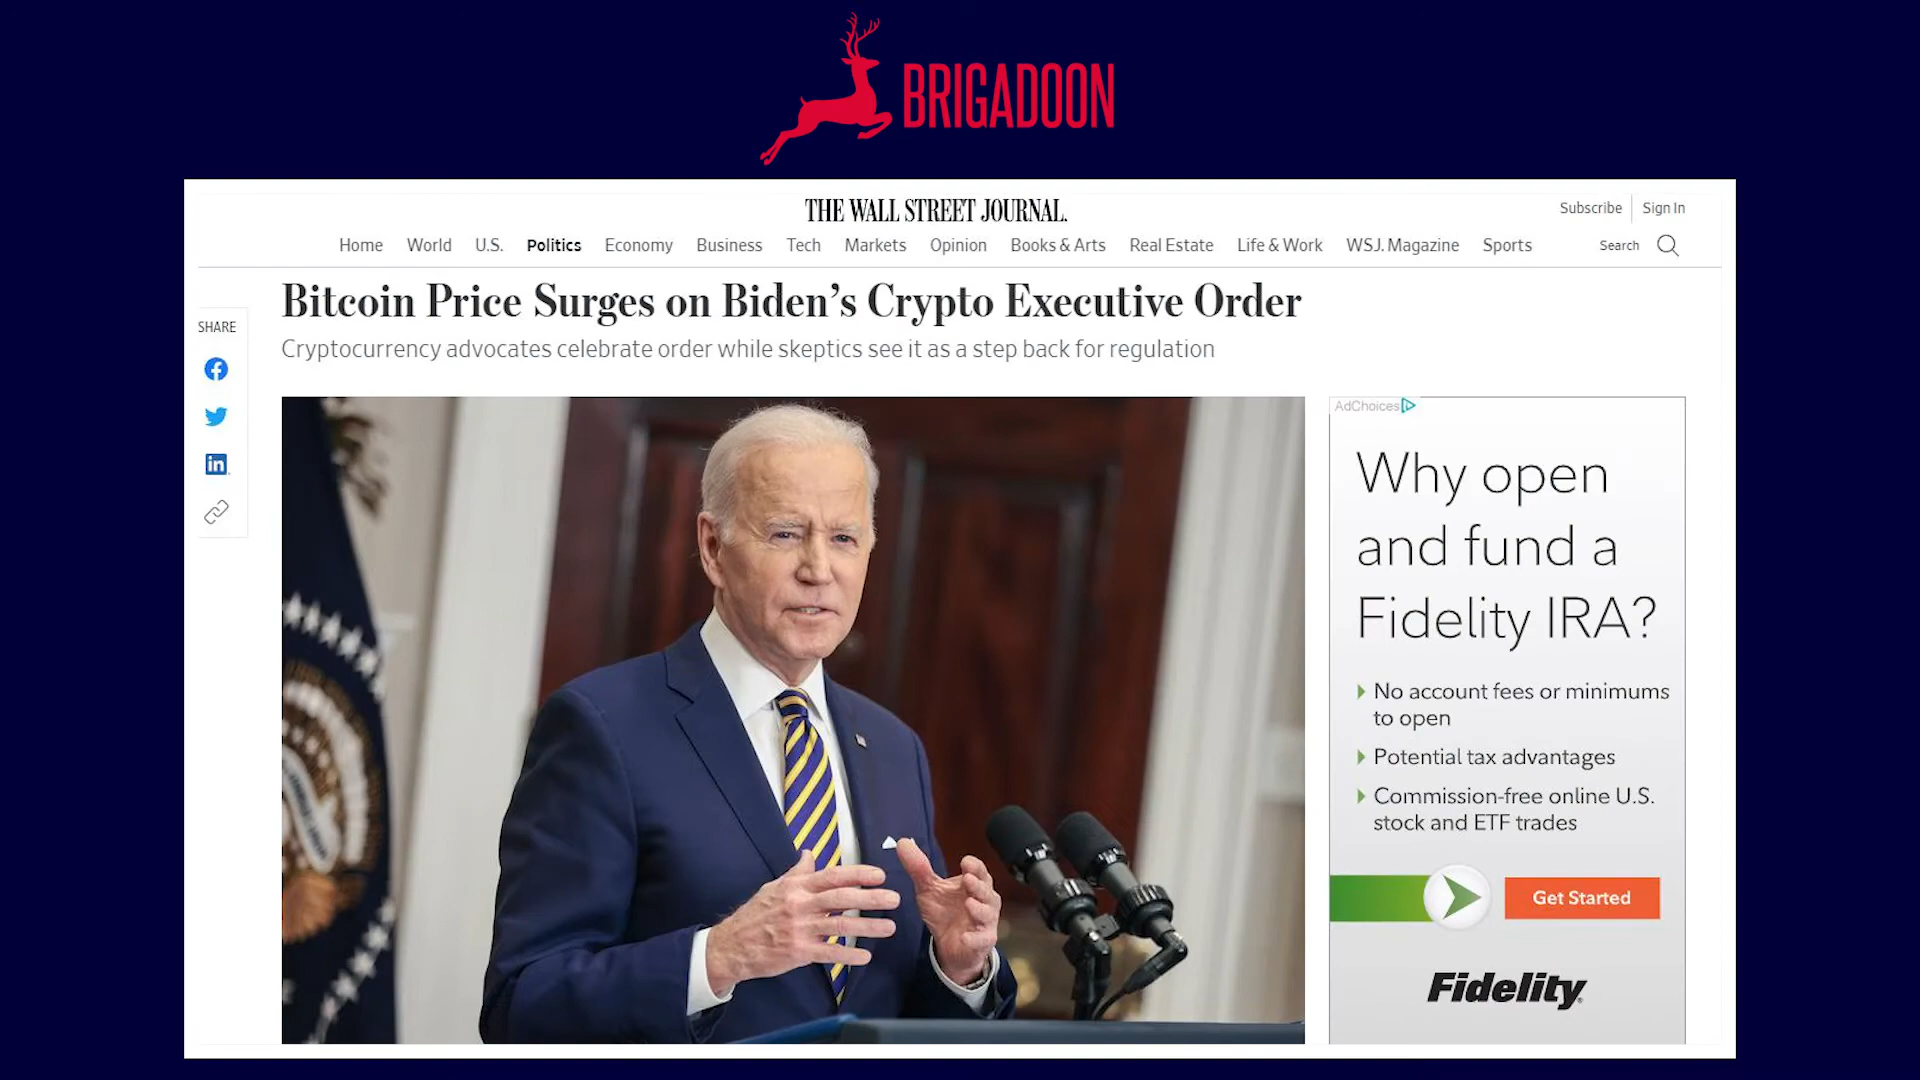 BRIGADOON
THE WALL STREET JOURNAL.
Subscribe
Sign In
Home World U.S. Politics Economy Business Tech Markets Opinion Books & Arts Real Estate Life & Work WSJ. Magazine Sports
Search
Bitcoin Price Surges on Biden’s Crypto Executive Order
Cryptocurrency advocates celebrate order while skeptics see it as a step back for regulation
SHARE
in
AdChoices
Why open
and fund a
Fidelity IRA?
No account fees or minimums
to open
Potential tax advantages
Commission-free online U.S.
stock and ETF trades
Get Started
Fidelity